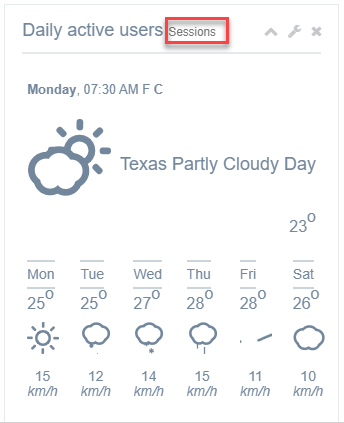 Daily active users Sessions
Monday, 07:30 AM F C
Texas Partly Cloudy Day
23o
Mon Tue Wed Thu Fri Sat
25o 25o 27o 28o 28o 26o
15 12 14 15 11 10
km/h km/h km/h km/h km/h km/h